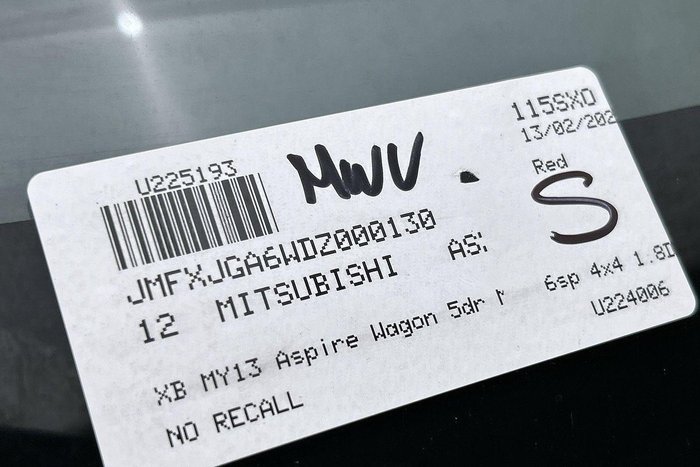 115SXD
13/02/202
U225193
MWV
Red
S
JMFXJGA6WDZ000130
12 MITSUBISHI AS
XB MY13 Aspire Wagon 5dr 6sp 4x4 1.8D
U224006
NO RECALL